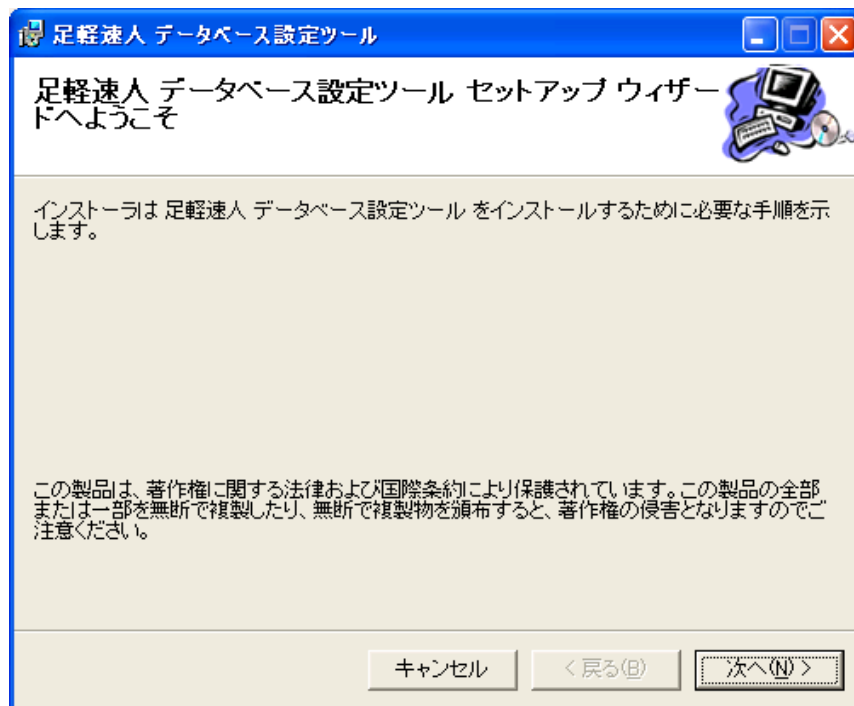 足軽速人 データベース設定ツール
足軽速人 データベース設定ツール セットアップ ウィザー
ドへようこそ
インストーラは 足軽速人 データベース設定ツール をインストールするために必要な手順を示
します。
この製品は、著作権に関する法律および国際条約により保護されています。この製品の全部
または一部を無断で複製したり、無断で複製物を頒布すると、著作権の侵害となりますのでご
注意ください。
キャンセル
< 戻る(B)
次へ(N) >